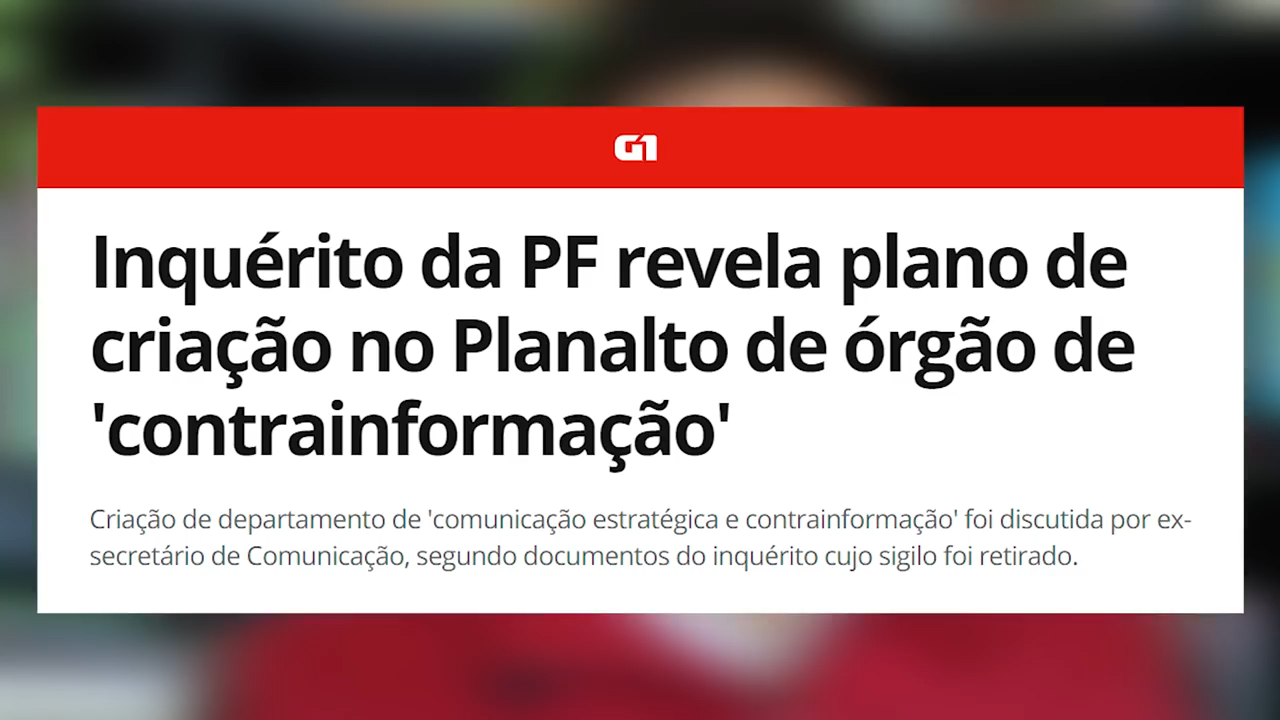 G1
Inquérito da PF revela plano de
criação no Planalto de órgão de
'contrainformação'
Criação de departamento de 'comunicação estratégica e contrainformação' foi discutida por ex-
secretário de Comunicação, segundo documentos do inquérito cujo sigilo foi retirado.